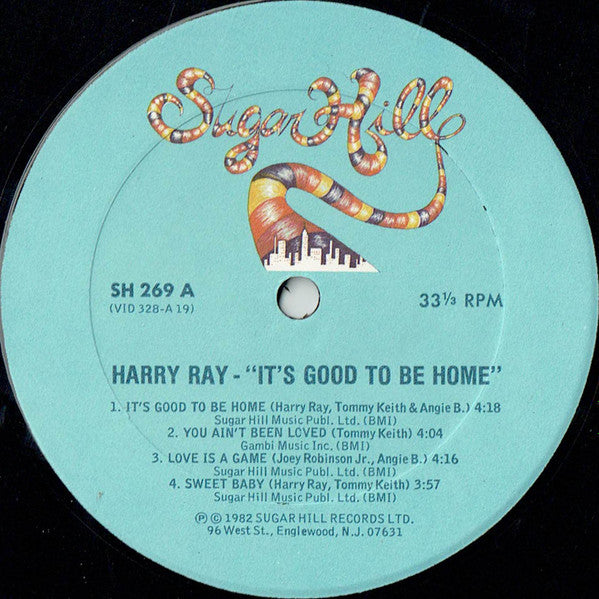 Sugar Hill
SH 269 A
(VID 328-A 19)
33⅓ RPM
HARRY RAY - "IT'S GOOD TO BE HOME"
1. IT'S GOOD TO BE HOME (Harry Ray, Tommy Keith & Angie B.) 4:18
Sugar Hill Music Publ. Ltd. (BMI)
2. YOU AIN'T BEEN LOVED (Tommy Keith) 4:04
Gambi Music Inc. (BMI)
3. LOVE IS A GAME (Joey Robinson Jr., Angie B.) 4:16
Sugar Hill Music Publ. Ltd. (BMI)
4. SWEET BABY (Harry Ray, Tommy Keith) 3:57
Sugar Hill Music Publ. Ltd. (BMI)
℗ © 1982 SUGAR HILL RECORDS LTD.
96 West St., Englewood, N.J. 07631